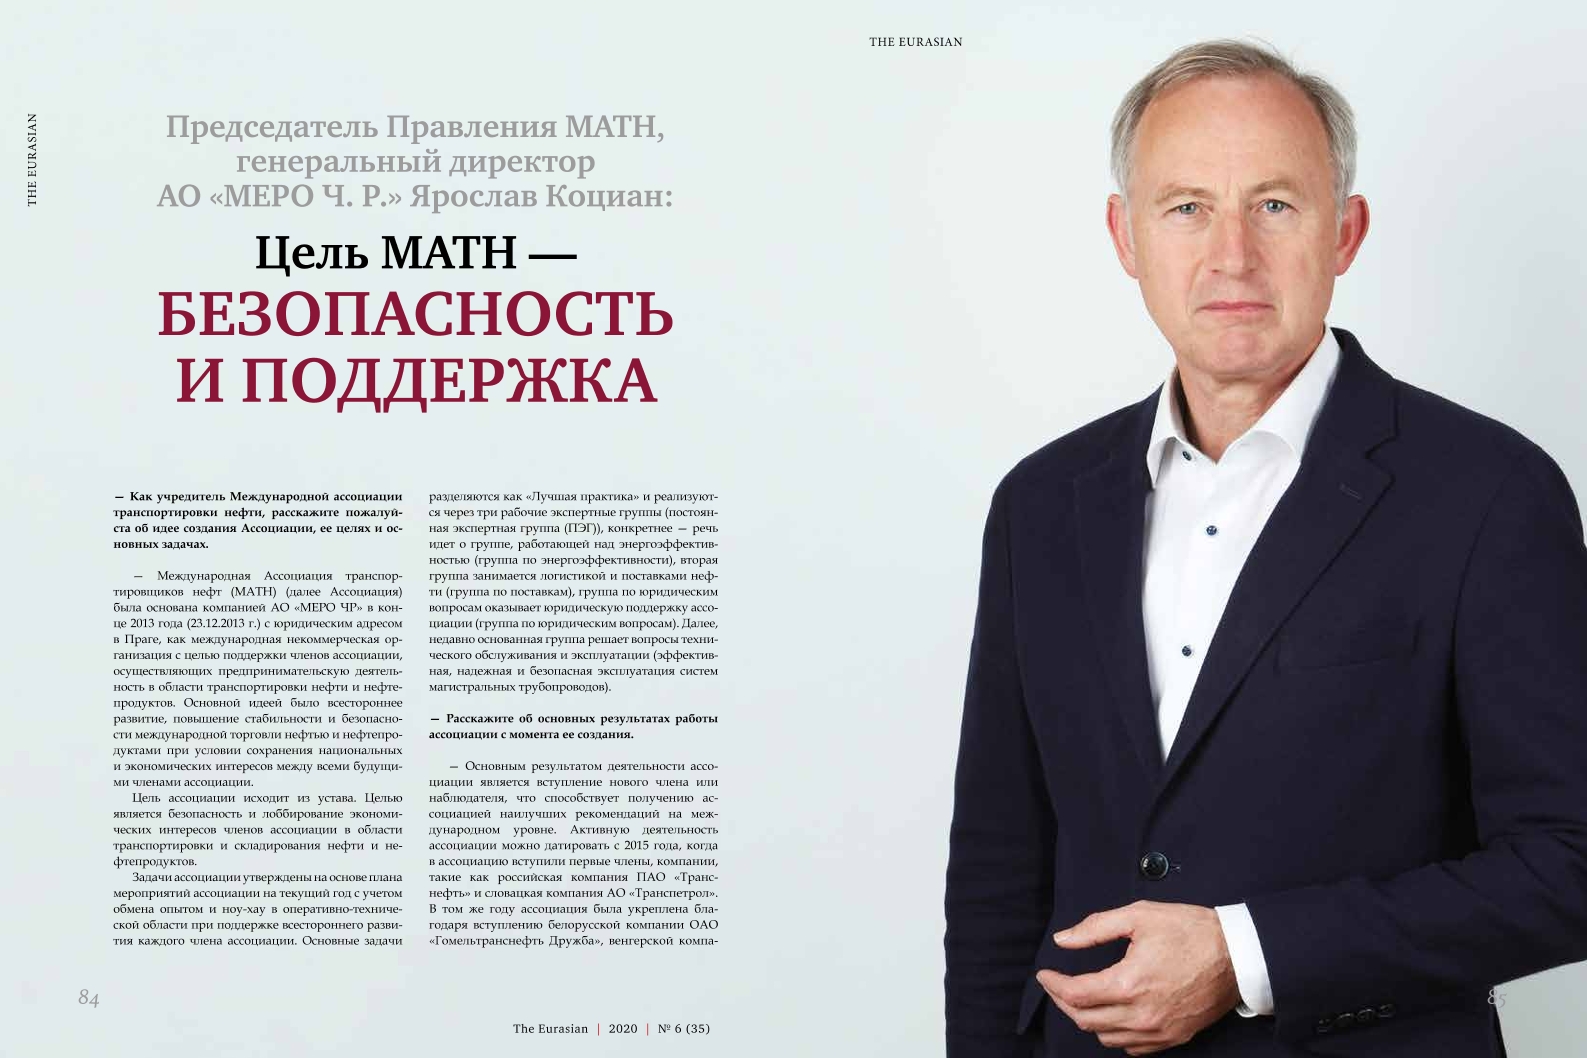 THE EURASIAN
THE EURASIAN
Председатель Правления МАТН,
генеральный директор
АО «МЕРО Ч. Р.» Ярослав Коциан:
Цель МАТН —
БЕЗОПАСНОСТЬ
И ПОДДЕРЖКА
— Как учредитель Международной ассоциации
транспортировки нефти, расскажите пожалуй-
ста об идее создания Ассоциации, ее целях и ос-
новных задачах.
— Международная Ассоциация транспор-
тировщиков нефт (МАТН) (далее Ассоциация)
была основана компанией АО «МЕРО ЧР» в кон-
це 2013 года (23.12.2013 г.) с юридическим адресом
в Праге, как международная некоммерческая ор-
ганизация с целью поддержки членов ассоциации,
осуществляющих предпринимательскую деятель-
ность в области транспортировки нефти и нефте-
продуктов. Основной идеей было всестороннее
развитие, повышение стабильности и безопасно-
сти международной торговли нефтью и нефтепро-
дуктами при условии сохранения национальных
и экономических интересов между всеми будущи-
ми членами ассоциации.
Цель ассоциации исходит из устава. Целью
является безопасность и лоббирование экономи-
ческих интересов членов ассоциации в области
транспортировки и складирования нефти и не-
фтепродуктов.
Задачи ассоциации утверждены на основе плана
мероприятий ассоциации на текущий год с учетом
обмена опытом и ноу-хау в оперативно-техниче-
ской области при поддержке всестороннего разви-
тия каждого члена ассоциации. Основные задачи
разделяются как «Лучшая практика» и реализуют-
ся через три рабочие экспертные группы (постоян-
ная экспертная группа (ПЭГ)), конкретнее — речь
идет о группе, работающей над энергоэффектив-
ностью (группа по энергоэффективности), вторая
группа занимается логистикой и поставками неф-
ти (группа по поставкам), группа по юридическим
вопросам оказывает юридическую поддержку ассо-
циации (группа по юридическим вопросам). Далее,
недавно основанная группа решает вопросы техни-
ческого обслуживания и эксплуатации (эффектив-
ная, надежная и безопасная эксплуатация систем
магистральных трубопроводов).
— Расскажите об основных результатах работы
ассоциации с момента ее создания.
— Основным результатом деятельности ассо-
циации является вступление нового члена или
наблюдателя, что способствует получению ас-
социацией наилучших рекомендаций на меж-
дународном уровне. Активную деятельность
ассоциации можно датировать с 2015 года, когда
в ассоциацию вступили первые члены, компании,
такие как российская компания ПАО «Транс-
нефть» и словацкая компания АО «Транспетрол».
В том же году ассоциация была укреплена бла-
годаря вступлению белорусской компании ОАО
«Гомельтранснефть Дружба», венгерской компа-
84
The Eurasian | 2020 | № 6 (35)
85